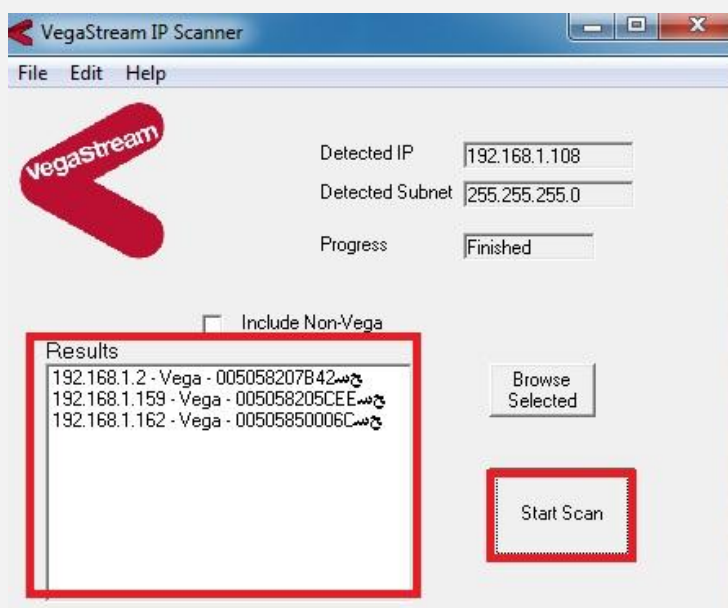 VegaStream IP Scanner
File Edit Help
vegastream
Detected IP 192.168.1.108
Detected Subnet 255.255.255.0
Progress Finished
Include Non-Vega
Results
192.168.1.2 - Vega - 005058207B42
192.168.1.159 - Vega - 005058205CEE
192.168.1.162 - Vega - 00505850006C
Browse
Selected
Start Scan